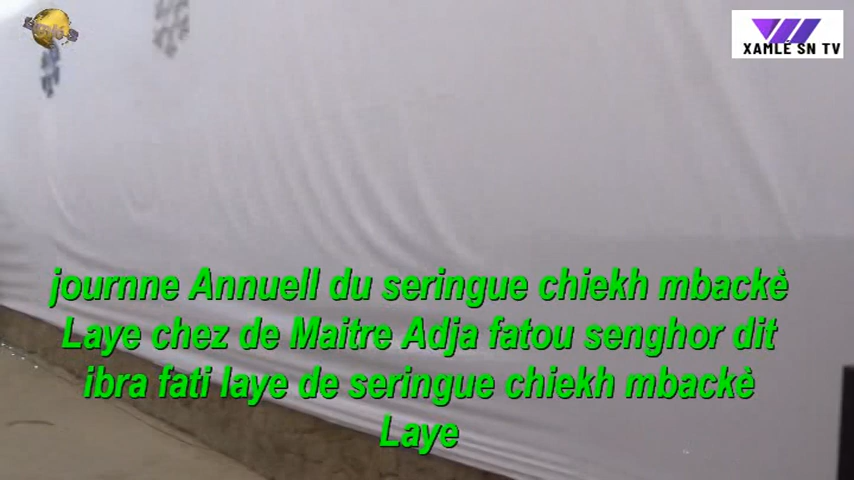 XAMLÉ SN TV
journne Annuell du seringue chiekh mbackè
Laye chez de Maitre Adja fatou senghor dit
ibra fati laye de seringue chiekh mbackè
Laye